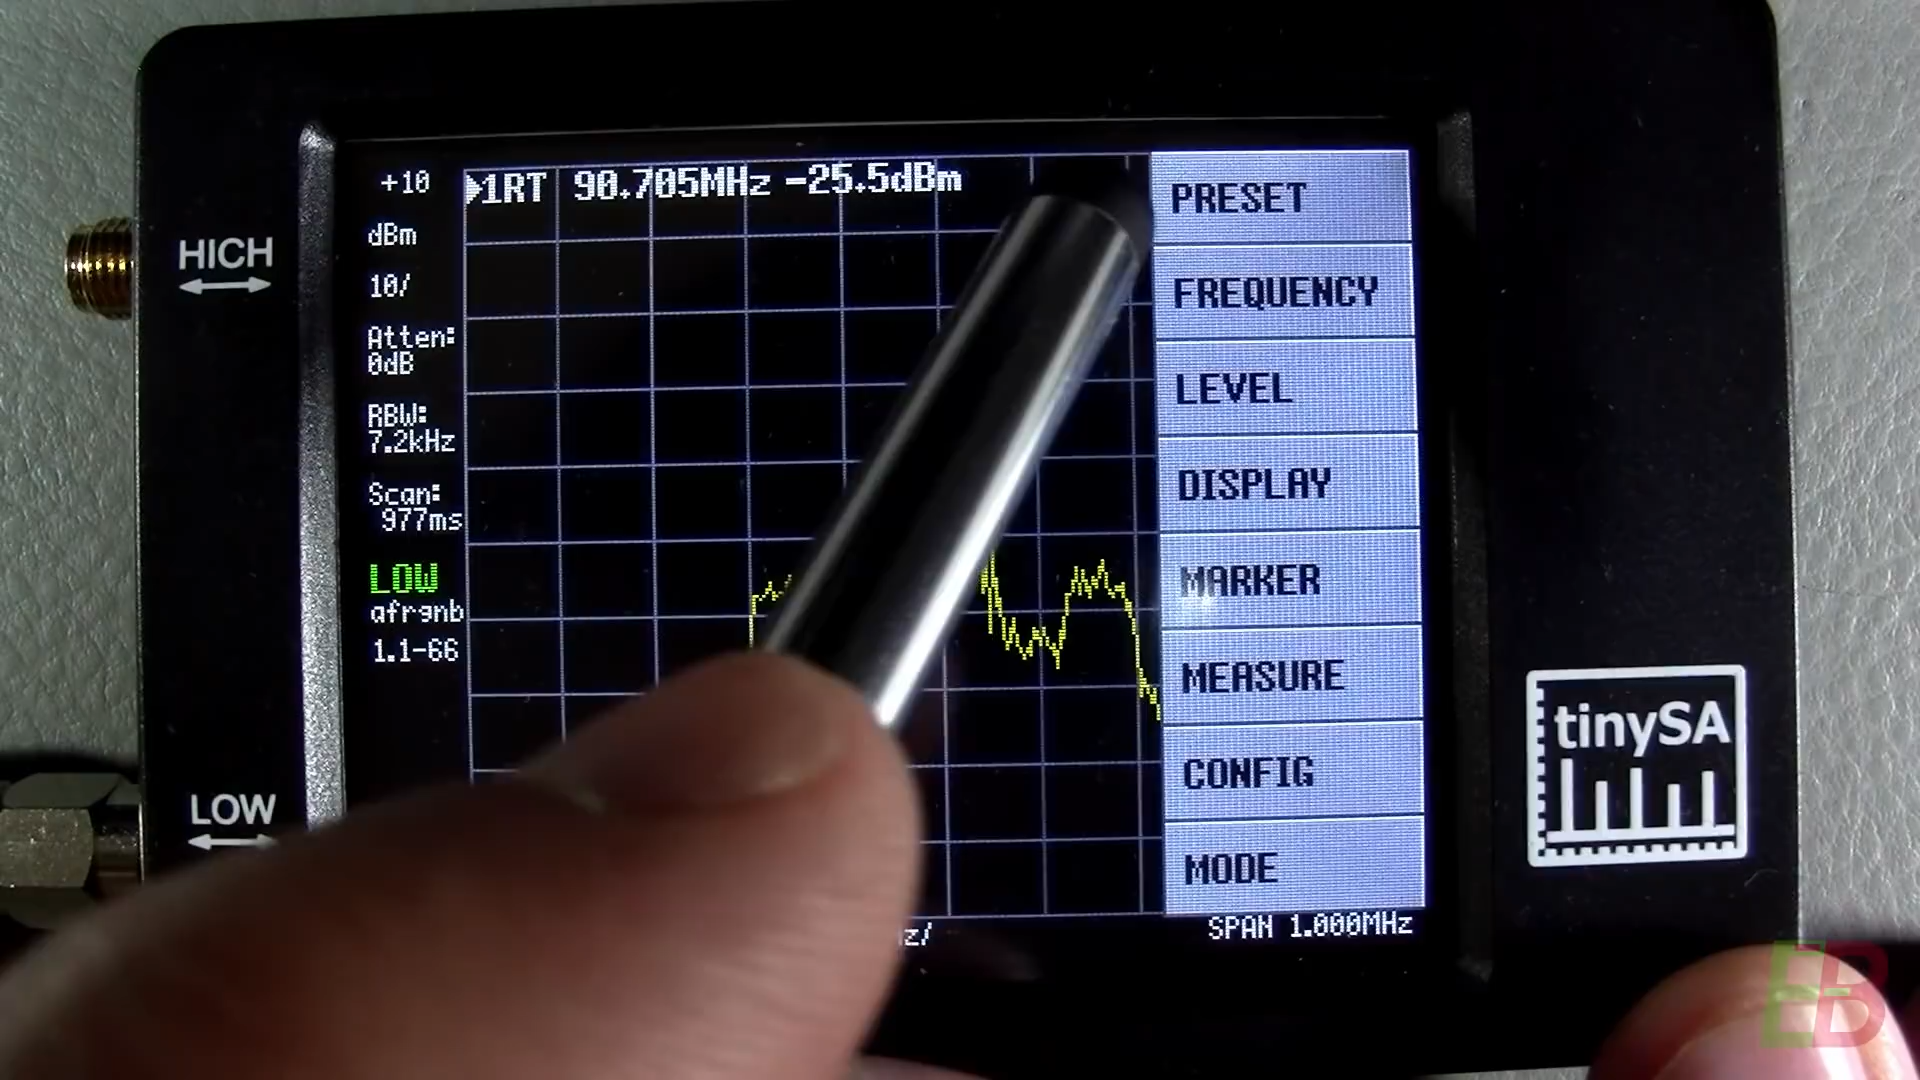 +10
▶1RT 90.705MHz -25.5dBm
dBm
10/
Atten:
0dB
RBW:
7.2kHz
Scan:
977ms
LOW
afrgnb
1.1-66
HIGH
LOW
PRESET
FREQUENCY
LEVEL
DISPLAY
MARKER
MEASURE
CONFIG
MODE
z/
SPAN 1.000MHz
tinySA